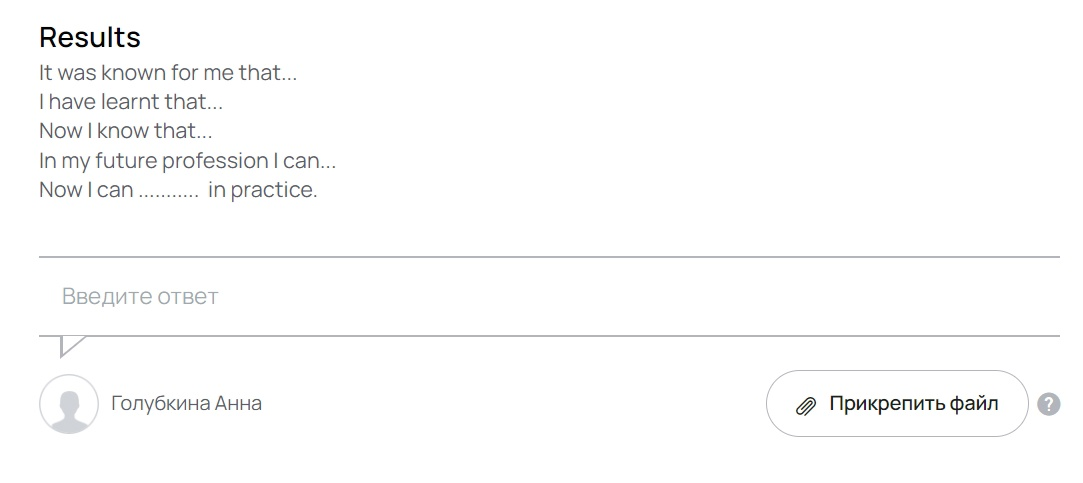 Results
It was known for me that...
I have learnt that...
Now I know that...
In my future profession I can...
Now I can ........... in practice.
Введите ответ
Голубкина Анна
Прикрепить файл
?